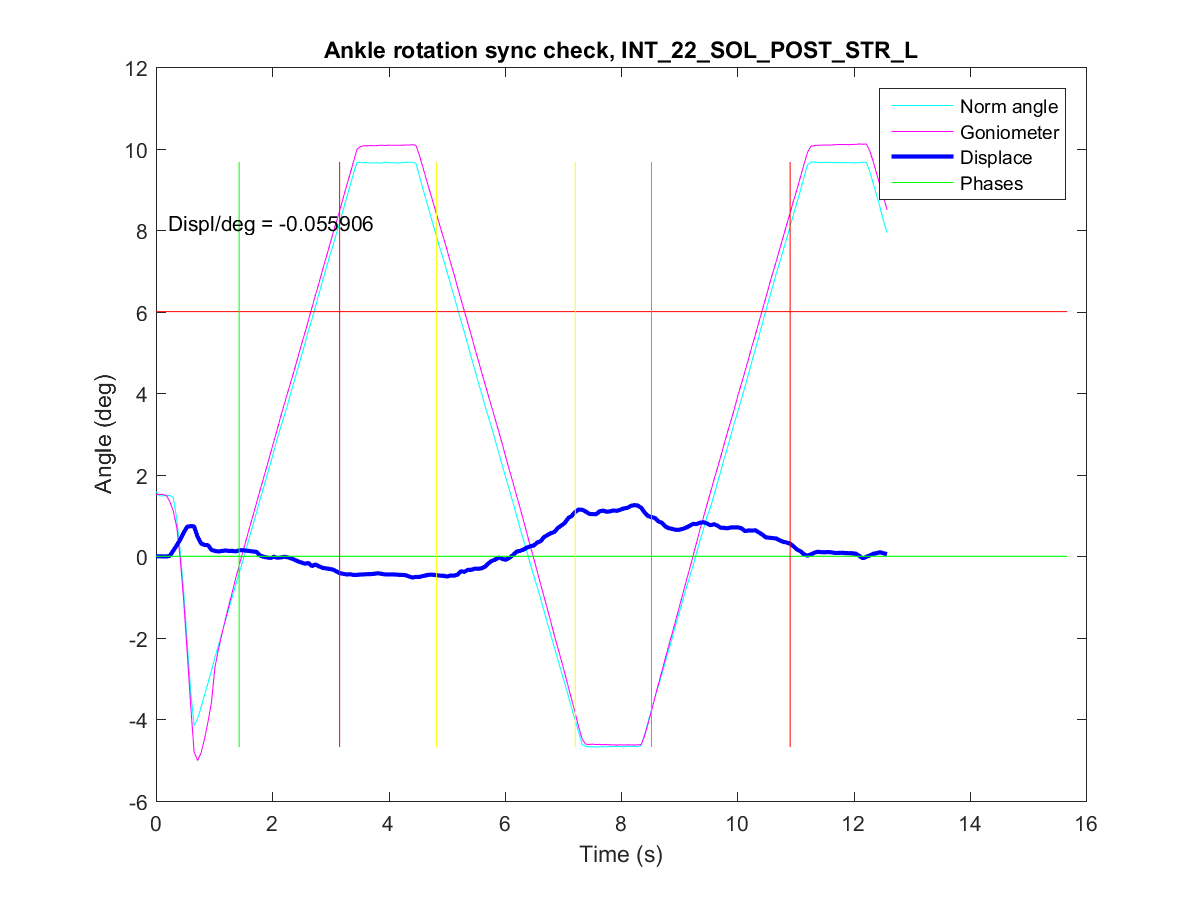 Ankle rotation sync check, INT_22_SOL_POST_STR_L
12
10
8
6
4
2
0
-2
-4
-6
Angle (deg)
Displ/deg = -0.055906
Norm angle
Goniometer
Displace
Phases
0 2 4 6 8 10 12 14 16
Time (s)